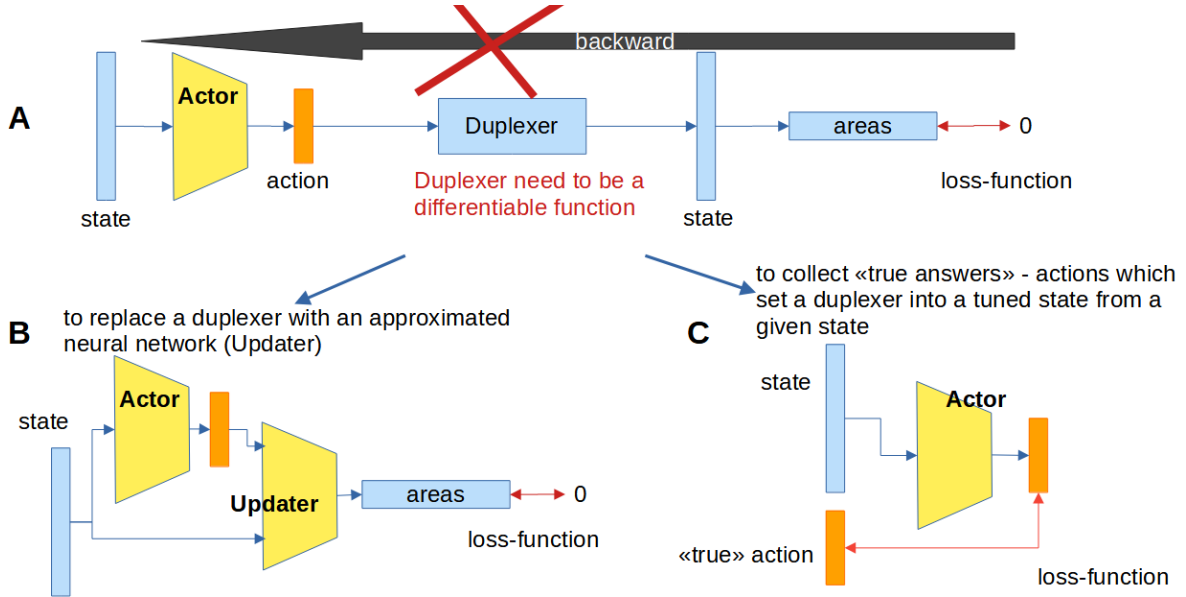 backward
A
Actor
Duplexer
areas
0
action
Duplexer need to be a
differentiable function
loss-function
state
state
to collect «true answers» - actions which
set a duplexer into a tuned state from a
given state
to replace a duplexer with an approximated
neural network (Updater)
B
Actor
state
Updater
areas
0
loss-function
C
state
Actor
«true» action
loss-function